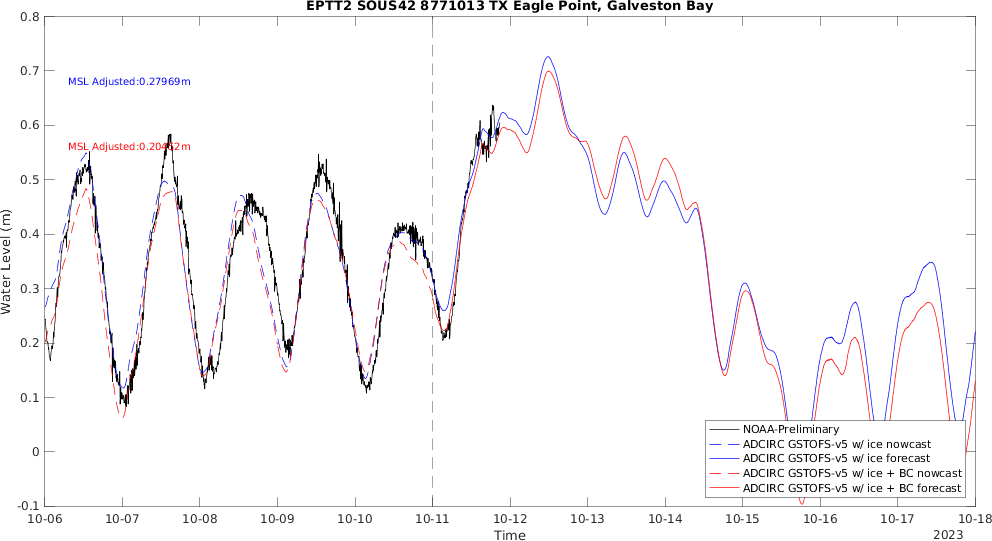 EPTT2 SOUS42 8771013 TX Eagle Point, Galveston Bay
0.8
0.7
0.6
0.5
0.4
0.3
0.2
0.1
0
-0.1
Water Level (m)
MSL Adjusted:0.27969m
MSL Adjusted:
NOAA-Preliminary
ADCIRC GSTOFS-v5 w/ ice nowcast
ADCIRC GSTOFS-v5 w/ ice forecast
ADCIRC GSTOFS-v5 w/ ice + BC nowcast
ADCIRC GSTOFS-v5 w/ ice + BC forecast
10-06 10-07 10-08 10-09 10-10 10-11 10-12 10-13 10-14 10-15 10-16 10-17 10-18
Time
2023